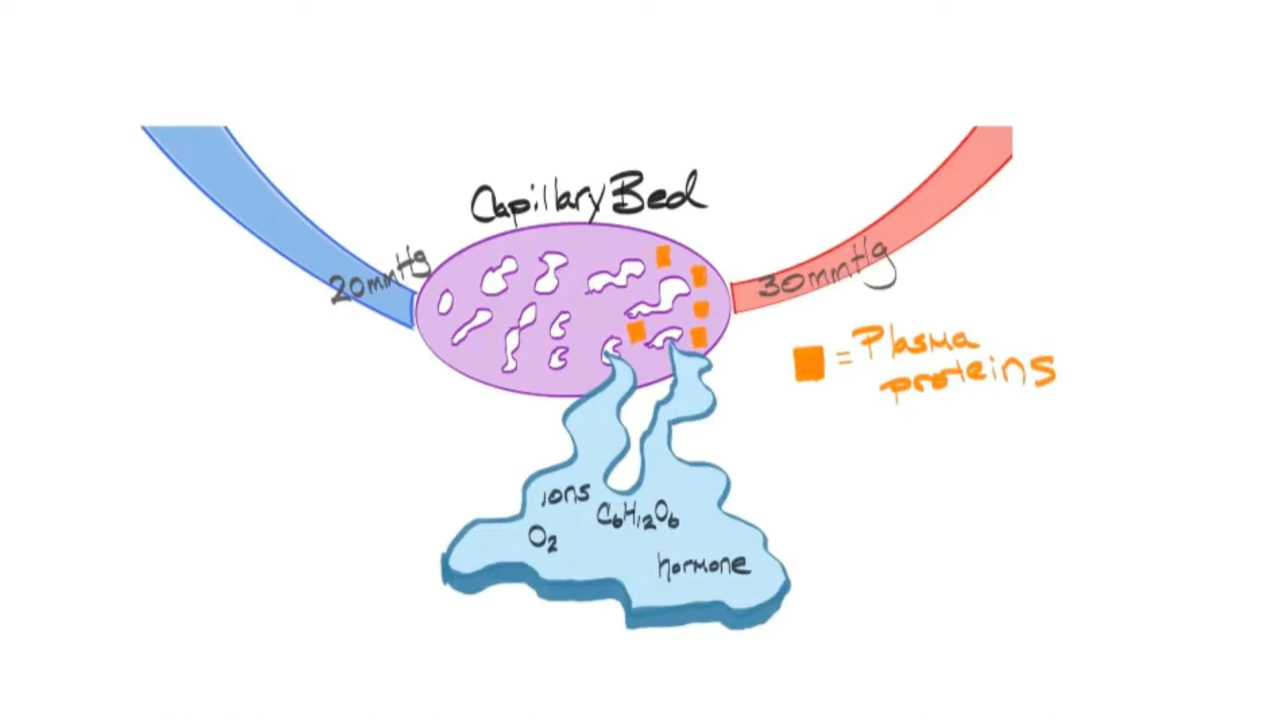 Capillary Bed
20mmHg
30mmHg
= Plasma
proteins
ions
C6H12O6
O2
hormone